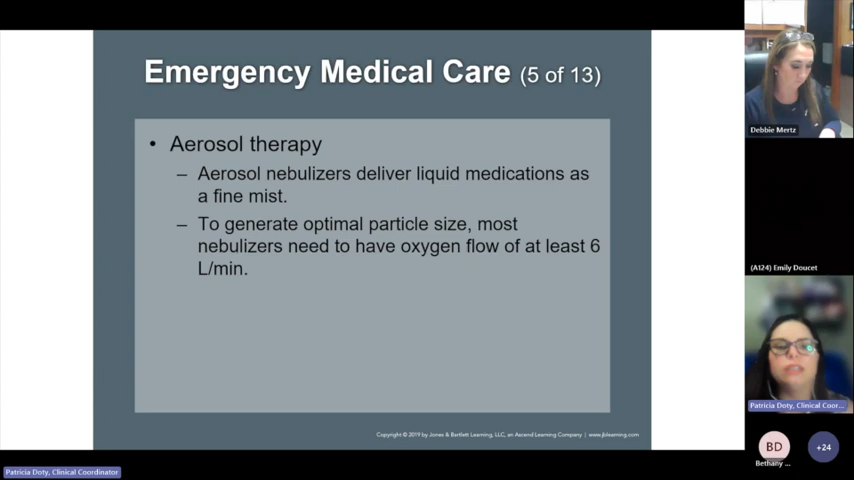 Emergency Medical Care (5 of 13)
• Aerosol therapy
– Aerosol nebulizers deliver liquid medications as
a fine mist.
– To generate optimal particle size, most
nebulizers need to have oxygen flow of at least 6
L/min.
Copyright © 2019 by Jones & Bartlett Learning, LLC, an Ascend Learning Company | www.jblearning.com
Debbie Mertz
(A124) Emily Doucet
Patricia Doty, Clinical Coor...
BD
+24
Bethany ...
Patricia Doty, Clinical Coordinator